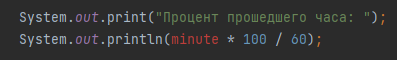 System.out.print("Процент прошедшего часа: ");
System.out.println(minute * 100 / 60);